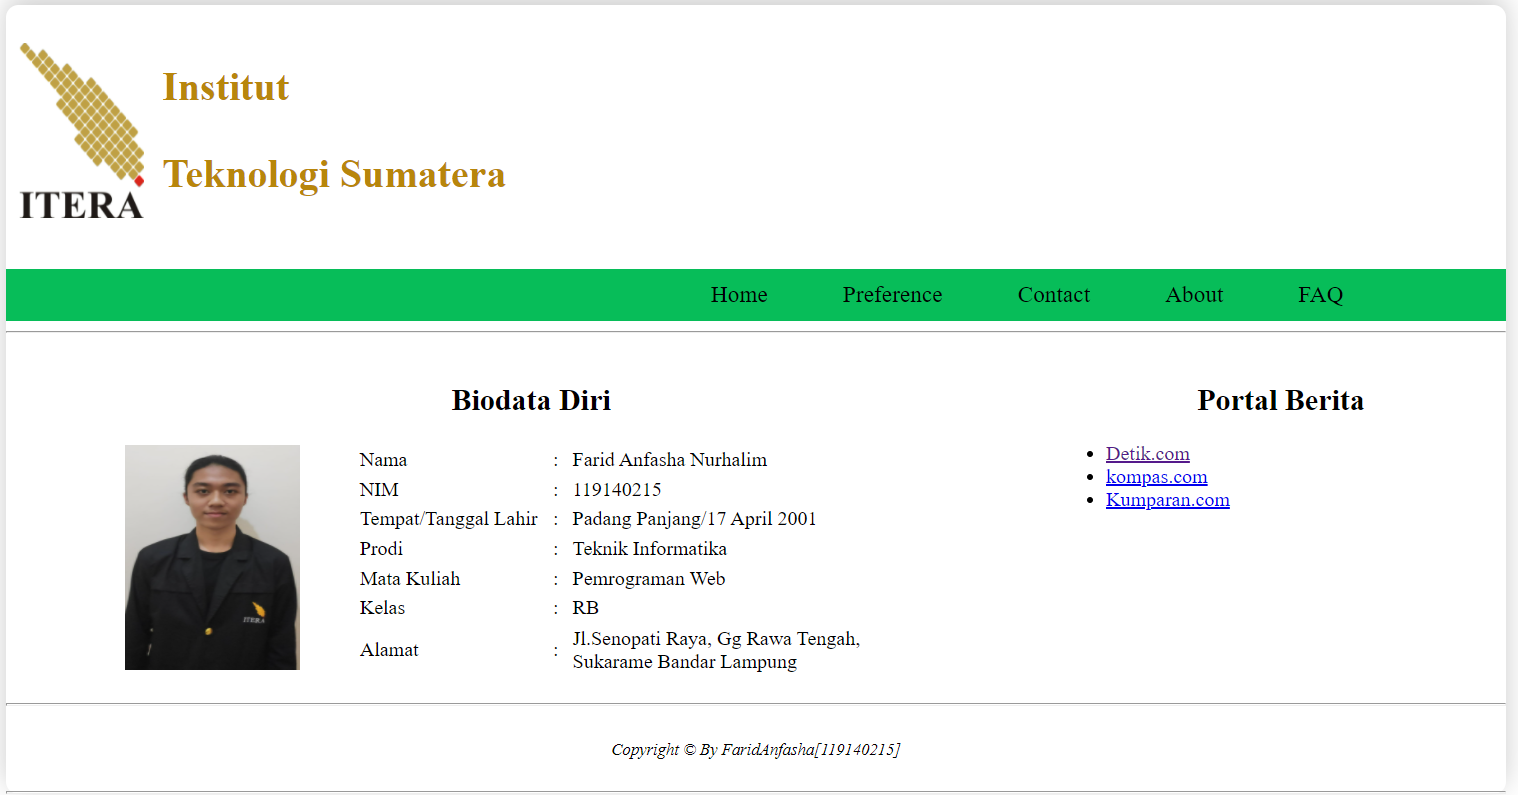 ITERA
Institut
Teknologi Sumatera
Home Preference Contact About FAQ
Biodata Diri
Nama : Farid Anfasha Nurhalim
NIM : 119140215
Tempat/Tanggal Lahir : Padang Panjang/17 April 2001
Prodi : Teknik Informatika
Mata Kuliah : Pemrograman Web
Kelas : RB
Alamat : Jl.Senopati Raya, Gg Rawa Tengah,
Sukarame Bandar Lampung
ITERA
Portal Berita
Detik.com
kompas.com
Kumparan.com
Copyright © By FaridAnfasha[119140215]